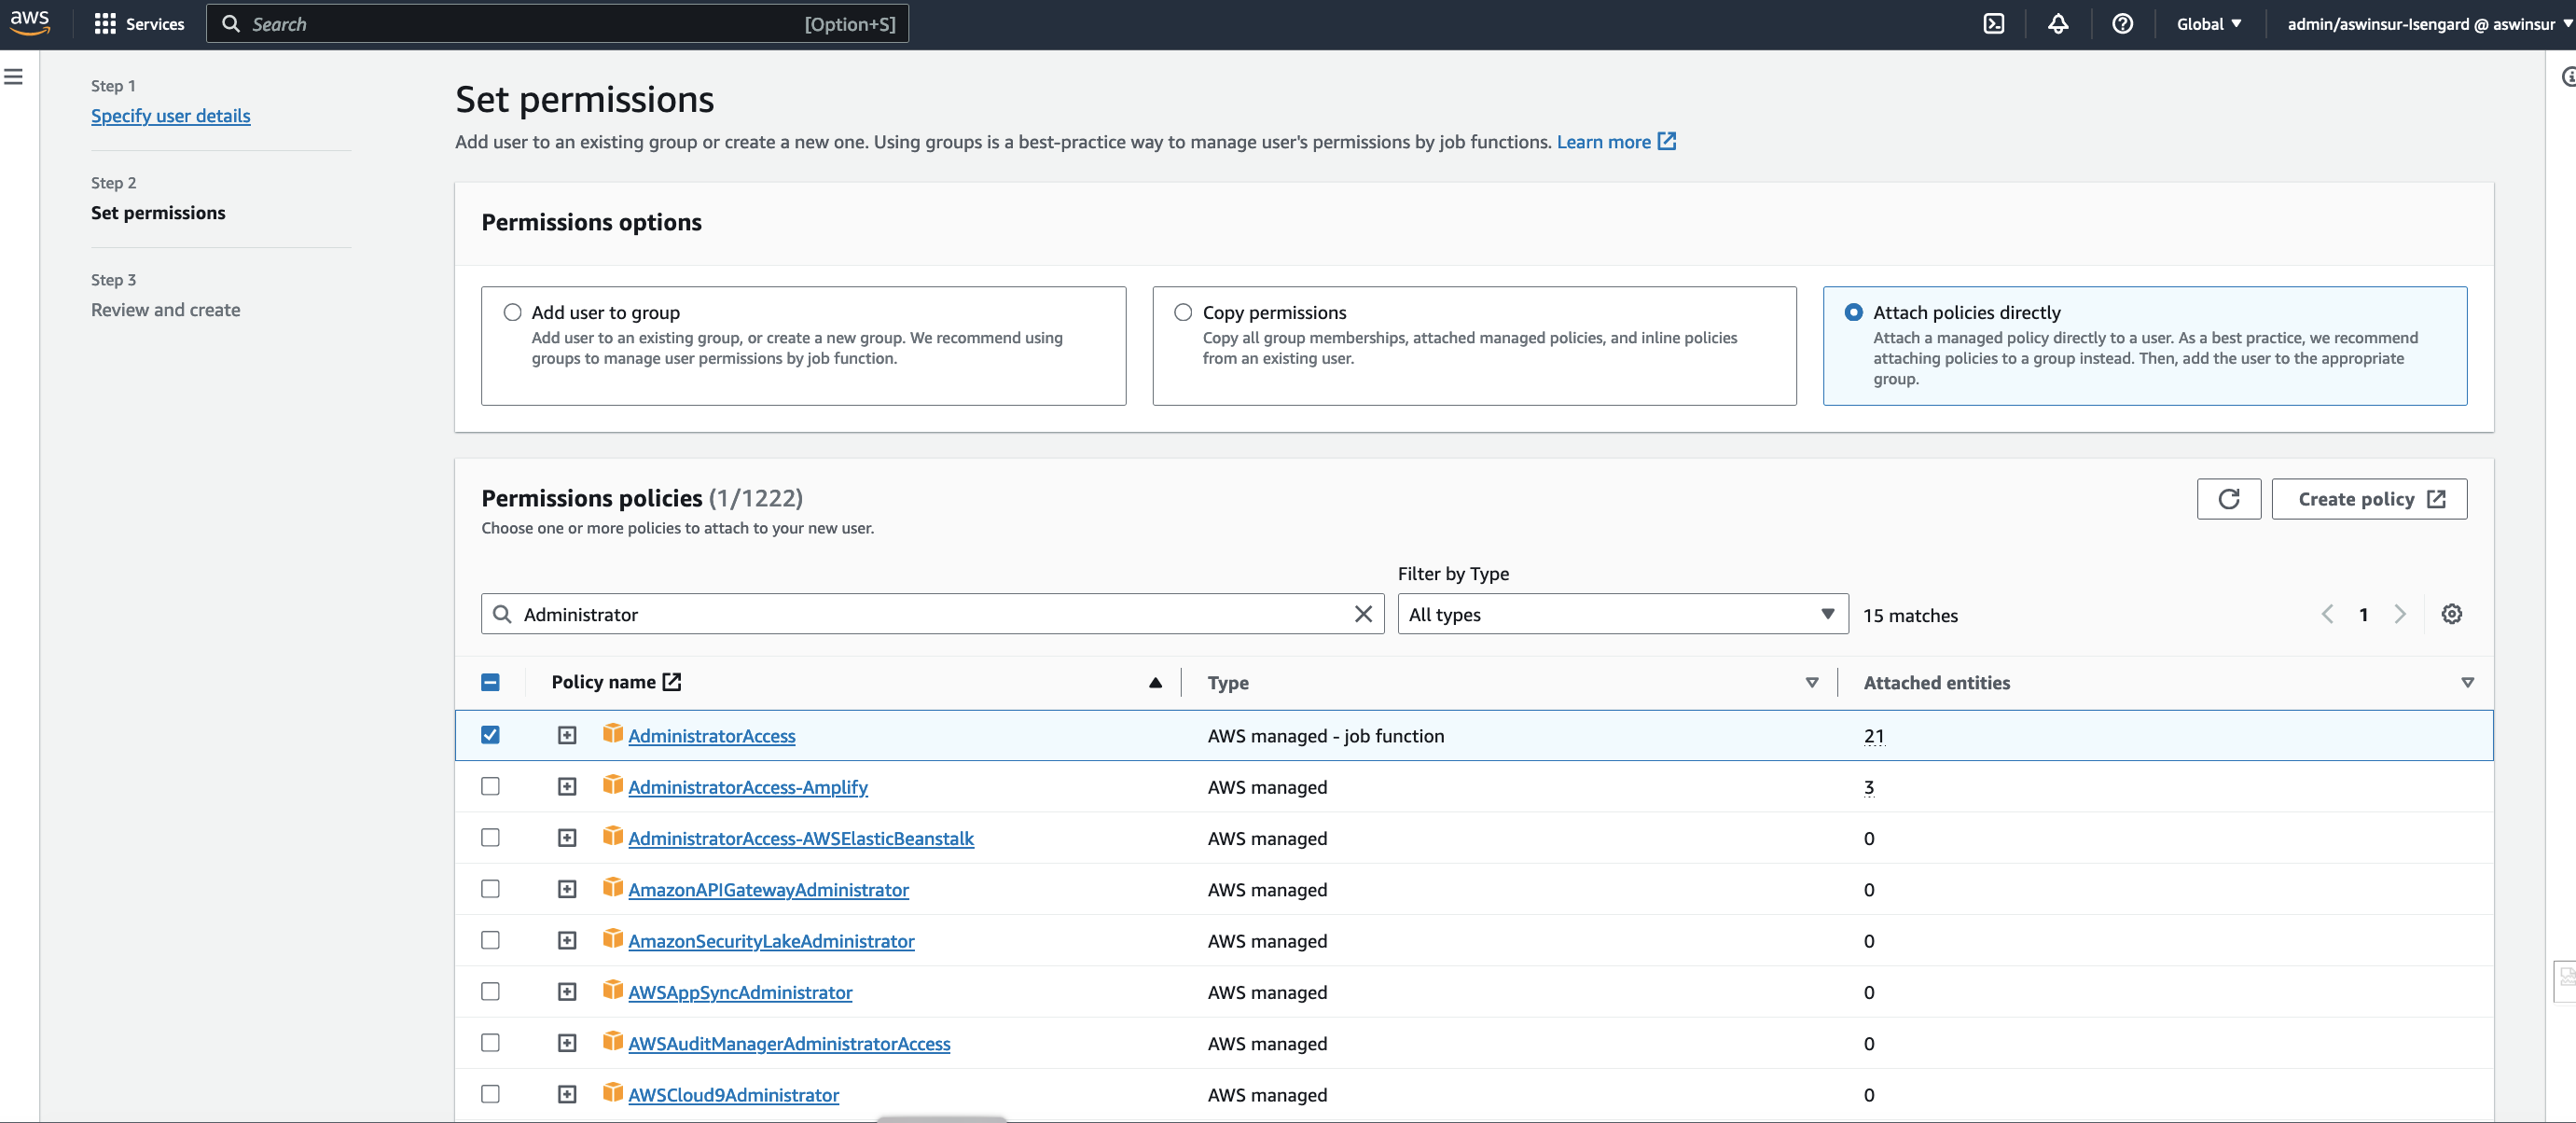 aws
Services
Search
[Option+S]
Global
admin/aswinsur-Isengard @ aswinsur
Step 1
Specify user details
Step 2
Set permissions
Step 3
Review and create
Set permissions
Add user to an existing group or create a new one. Using groups is a best-practice way to manage user's permissions by job functions. Learn more
Permissions options
Add user to group
Add user to an existing group, or create a new group. We recommend using
groups to manage user permissions by job function.
Copy permissions
Copy all group memberships, attached managed policies, and inline policies
from an existing user.
Attach policies directly
Attach a managed policy directly to a user. As a best practice, we recommend
attaching policies to a group instead. Then, add the user to the appropriate
group.
Permissions policies (1/1222)
Choose one or more policies to attach to your new user.
Create policy
Filter by Type
Administrator
All types
15 matches
1
Policy name
Type
Attached entities
AdministratorAccess
AWS managed - job function
21
AdministratorAccess-Amplify
AWS managed
3
AdministratorAccess-AWSElasticBeanstalk
AWS managed
0
AmazonAPIGatewayAdministrator
AWS managed
0
AmazonSecurityLakeAdministrator
AWS managed
0
AWSAppSyncAdministrator
AWS managed
0
AWSAuditManagerAdministratorAccess
AWS managed
0
AWSCloud9Administrator
AWS managed
0